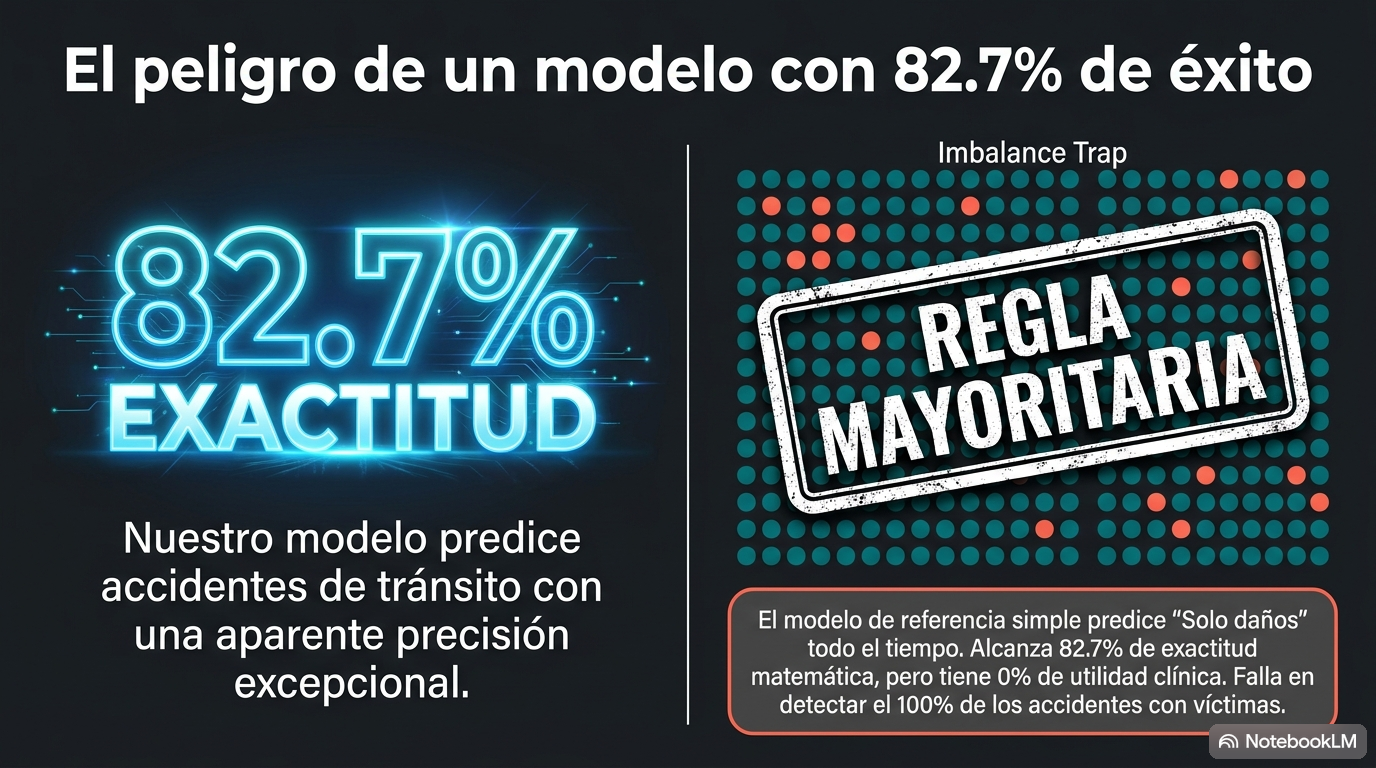 El peligro de un modelo con 82.7% de éxito
82.7%
EXACTITUD
Nuestro modelo predice
accidentes de tránsito con
una aparente precisión
excepcional.
Imbalance Trap
REGLA
MAYORITARIA
El modelo de referencia simple predice “Solo daños”
todo el tiempo. Alcanza 82.7% de exactitud
matemática, pero tiene 0% de utilidad clínica. Falla en
detectar el 100% de los accidentes con víctimas.
NotebookLM